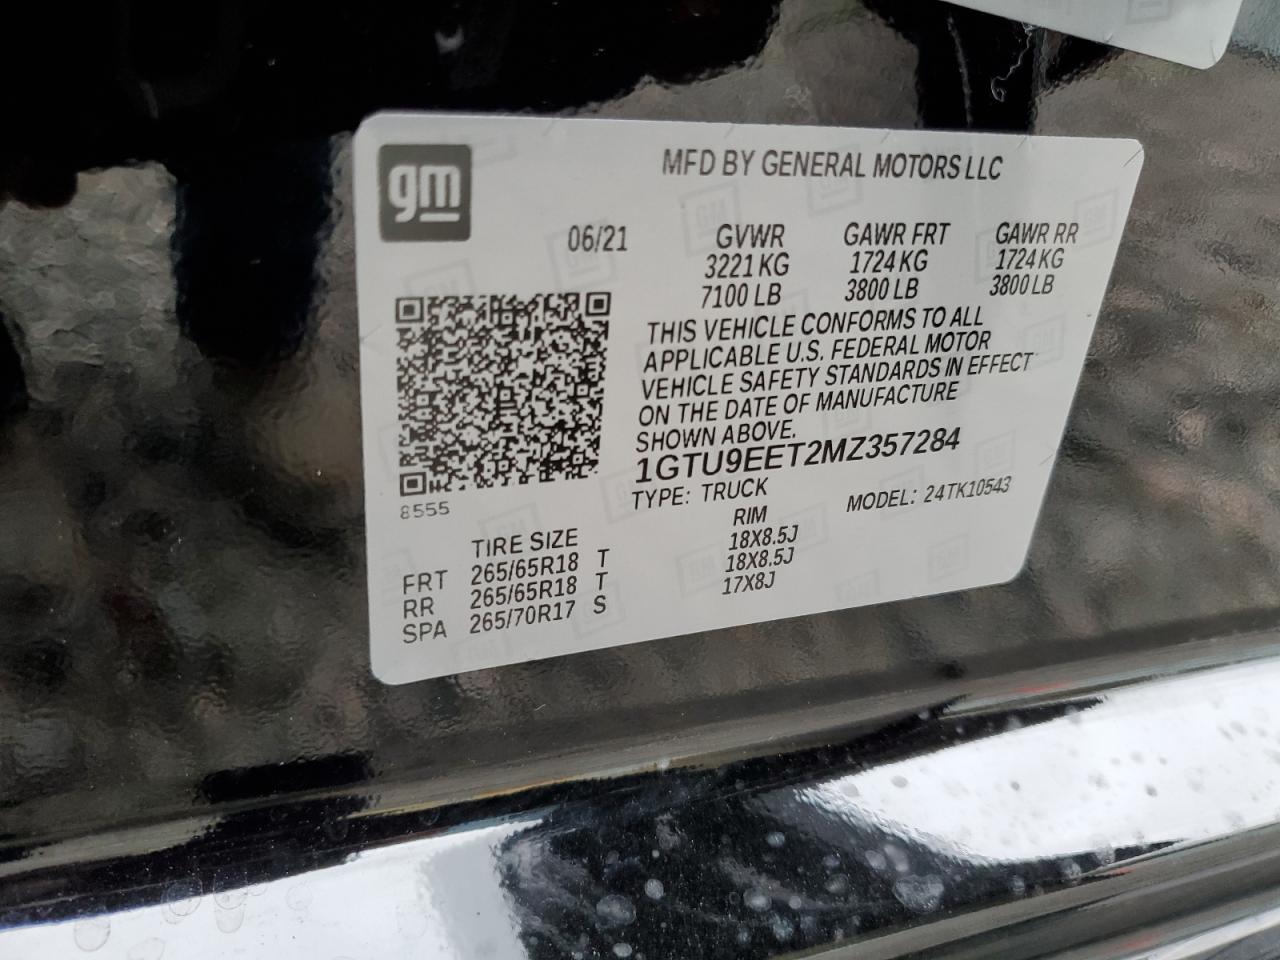 gm
MFD BY GENERAL MOTORS LLC
06/21 GVWR GAWR FRT GAWR RR
3221 KG 1724 KG 1724 KG
7100 LB 3800 LB 3800 LB
THIS VEHICLE CONFORMS TO ALL
APPLICABLE U.S. FEDERAL MOTOR
VEHICLE SAFETY STANDARDS IN EFFECT
ON THE DATE OF MANUFACTURE
SHOWN ABOVE.
1GTU9EET2MZ357284
TYPE: TRUCK MODEL: 24TK10543
8555
TIRE SIZE RIM
FRT 265/65R18 T 18X8.5J
RR 265/65R18 T 18X8.5J
SPA 265/70R17 S 17X8J